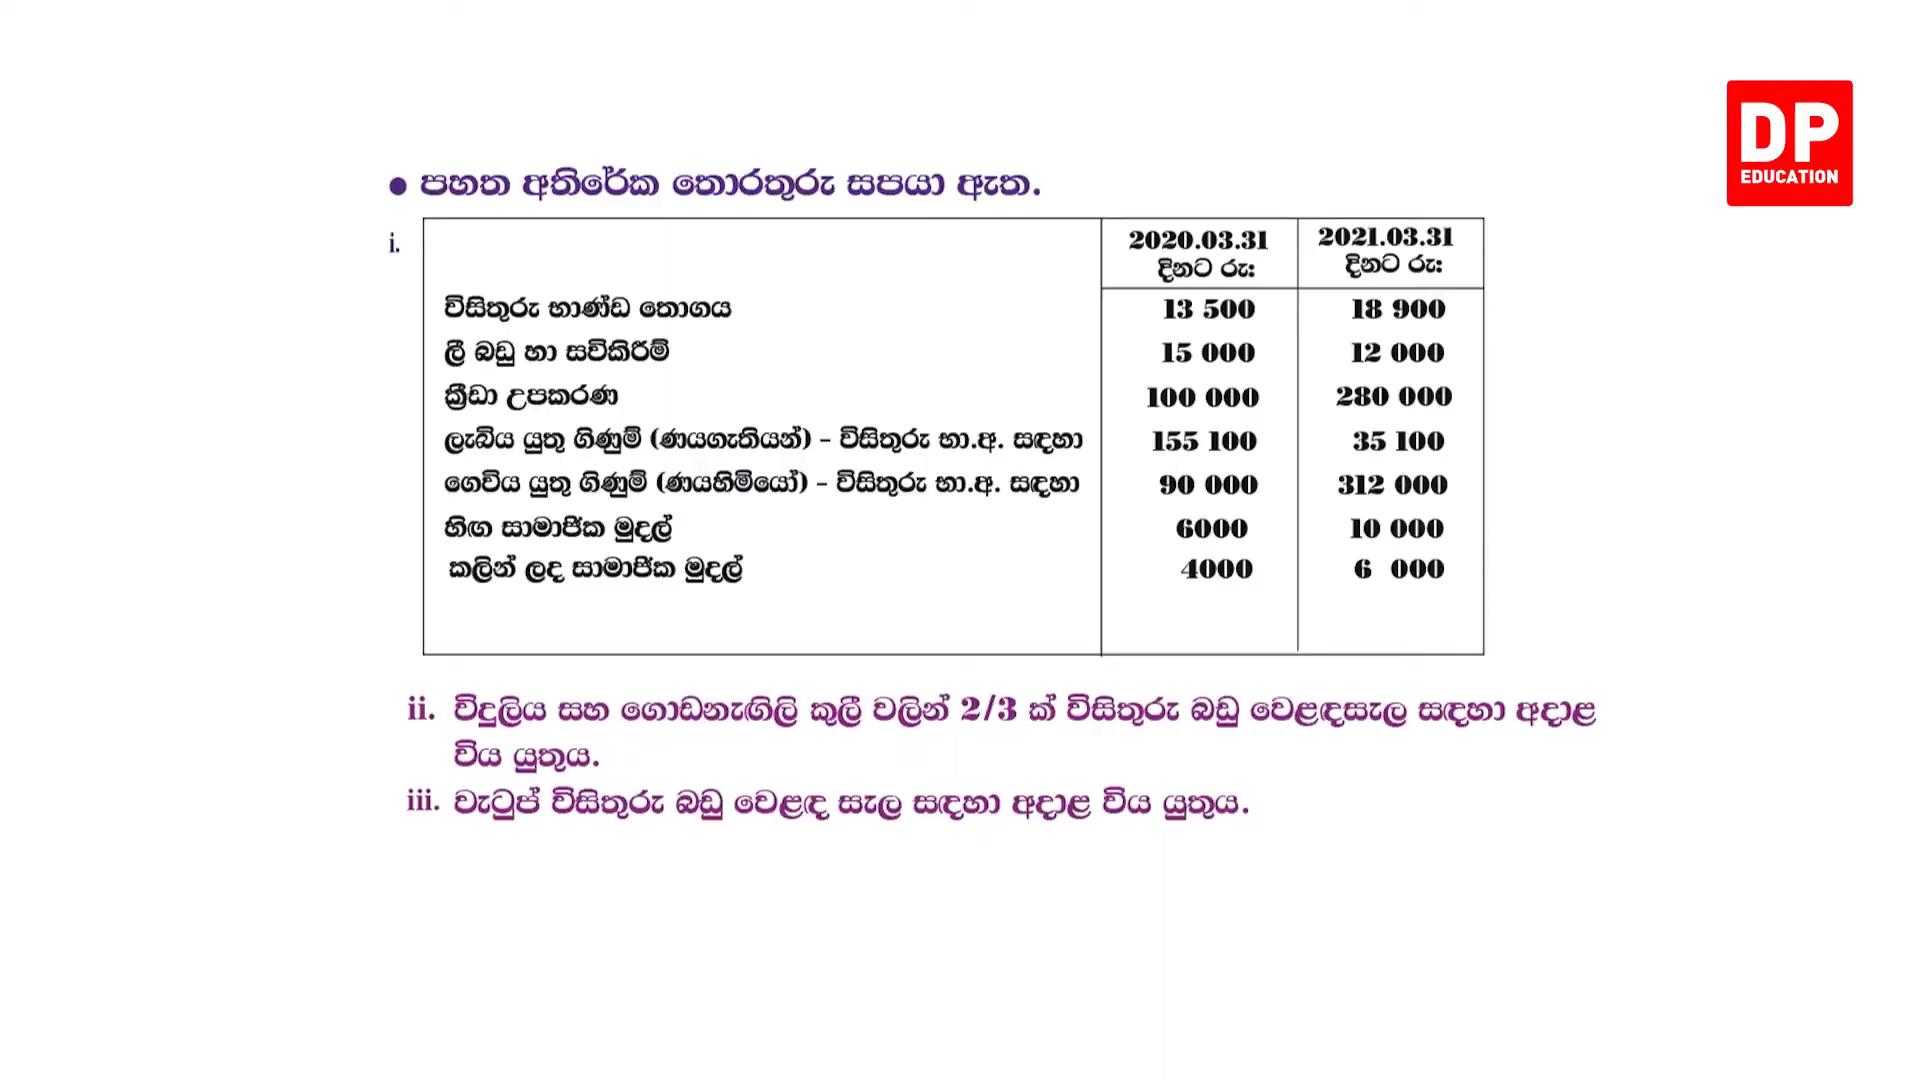 DP
EDUCATION
● පහත අතිරේක තොරතුරු සපයා ඇත.
i. 2020.03.31 දිනට රු: 2021.03.31 දිනට රු:
විසිතුරු භාණ්ඩ තොගය 13 500 18 900
ලී බඩු හා සවිකිරීම් 15 000 12 000
ක්‍රීඩා උපකරණ 100 000 280 000
ලැබිය යුතු ගිණුම් (ණයගැතියන්) - විසිතුරු භා.අ. සඳහා 155 100 35 100
ගෙවිය යුතු ගිණුම් (ණයහිමියෝ) - විසිතුරු භා.අ. සඳහා 90 000 312 000
හිඟ සාමාජික මුදල් 6000 10 000
කලින් ලද සාමාජික මුදල් 4000 6 000
ii. විදුලිය සහ ගොඩනැඟිලි කුලී වලින් 2/3 ක් විසිතුරු බඩු වෙළඳසැල සඳහා අදාළ
විය යුතුය.
iii. වැටුප් විසිතුරු බඩු වෙළඳ සැල සඳහා අදාළ විය යුතුය.